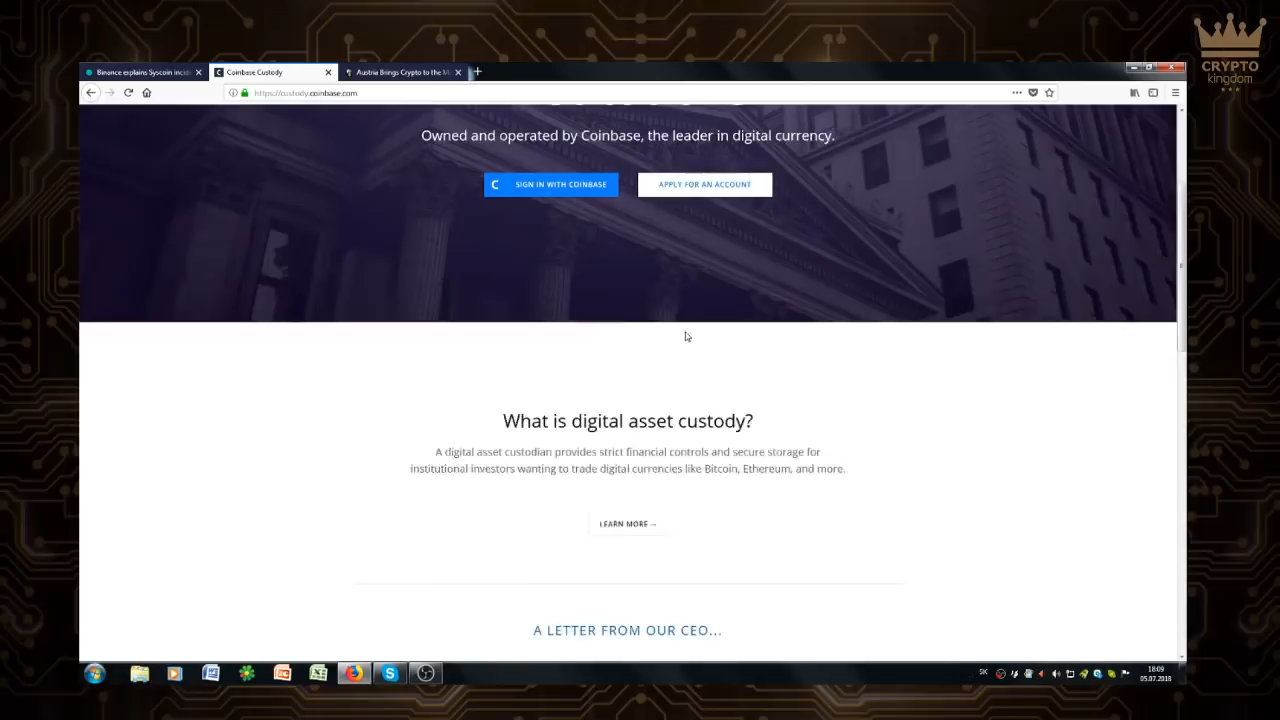 CRYPTO
kingdom
Binance explains Syscoin incid
Coinbase Custody
Austria Brings Crypto to the M
https://custody.coinbase.com
Owned and operated by Coinbase, the leader in digital currency.
SIGN IN WITH COINBASE
APPLY FOR AN ACCOUNT
What is digital asset custody?
A digital asset custodian provides strict financial controls and secure storage for
institutional investors wanting to trade digital currencies like Bitcoin, Ethereum, and more.
LEARN MORE →
A LETTER FROM OUR CEO...
SK
18:09
05.07.2018